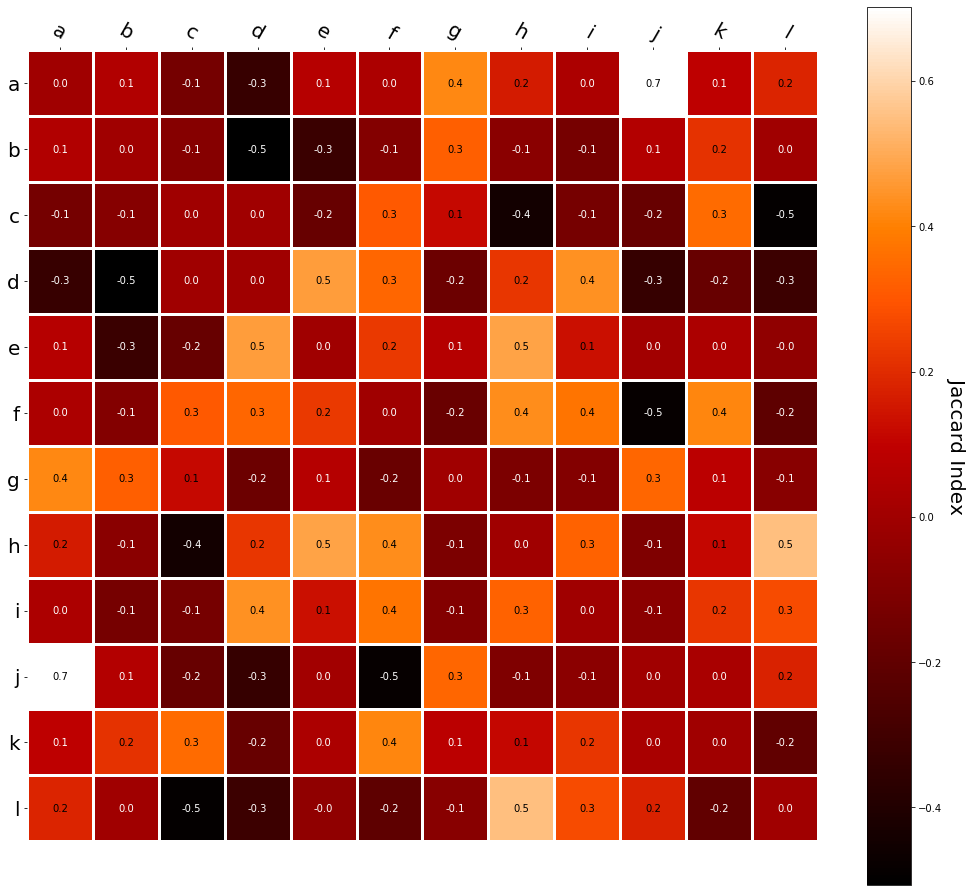 a b c d e f g h i j k l
a 0.0 0.1 -0.1 -0.3 0.1 0.0 0.4 0.2 0.0 0.7 0.1 0.2
b 0.1 0.0 -0.1 -0.5 -0.3 -0.1 0.3 -0.1 -0.1 0.1 0.2 0.0
c -0.1 -0.1 0.0 0.0 -0.2 0.3 0.1 -0.4 -0.1 -0.2 0.3 -0.5
d -0.3 -0.5 0.0 0.0 0.5 0.3 -0.2 0.2 0.4 -0.3 -0.2 -0.3
e 0.1 -0.3 -0.2 0.5 0.0 0.2 0.1 0.5 0.1 0.0 0.0 -0.0
f 0.0 -0.1 0.3 0.3 0.2 0.0 -0.2 0.4 0.4 -0.5 0.4 -0.2
g 0.4 0.3 0.1 -0.2 0.1 -0.2 0.0 -0.1 -0.1 0.3 0.1 -0.1
h 0.2 -0.1 -0.4 0.2 0.5 0.4 -0.1 0.0 0.3 -0.1 0.1 0.5
i 0.0 -0.1 -0.1 0.4 0.1 0.4 -0.1 0.3 0.0 -0.1 0.2 0.3
j 0.7 0.1 -0.2 -0.3 0.0 -0.5 0.3 -0.1 -0.1 0.0 0.0 0.2
k 0.1 0.2 0.3 -0.2 0.0 0.4 0.1 0.1 0.2 0.0 0.0 -0.2
l 0.2 0.0 -0.5 -0.3 -0.0 -0.2 -0.1 0.5 0.3 0.2 -0.2 0.0
0.6
0.4
0.2
0.0
−0.2
−0.4
Jaccard Index